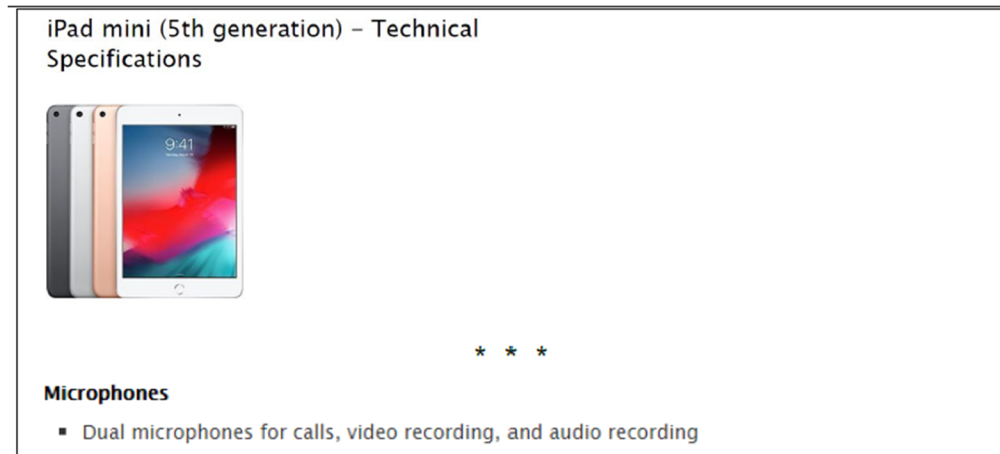 iPad mini (5th generation) – Technical
Specifications
9:41
* * *
Microphones
▪ Dual microphones for calls, video recording, and audio recording